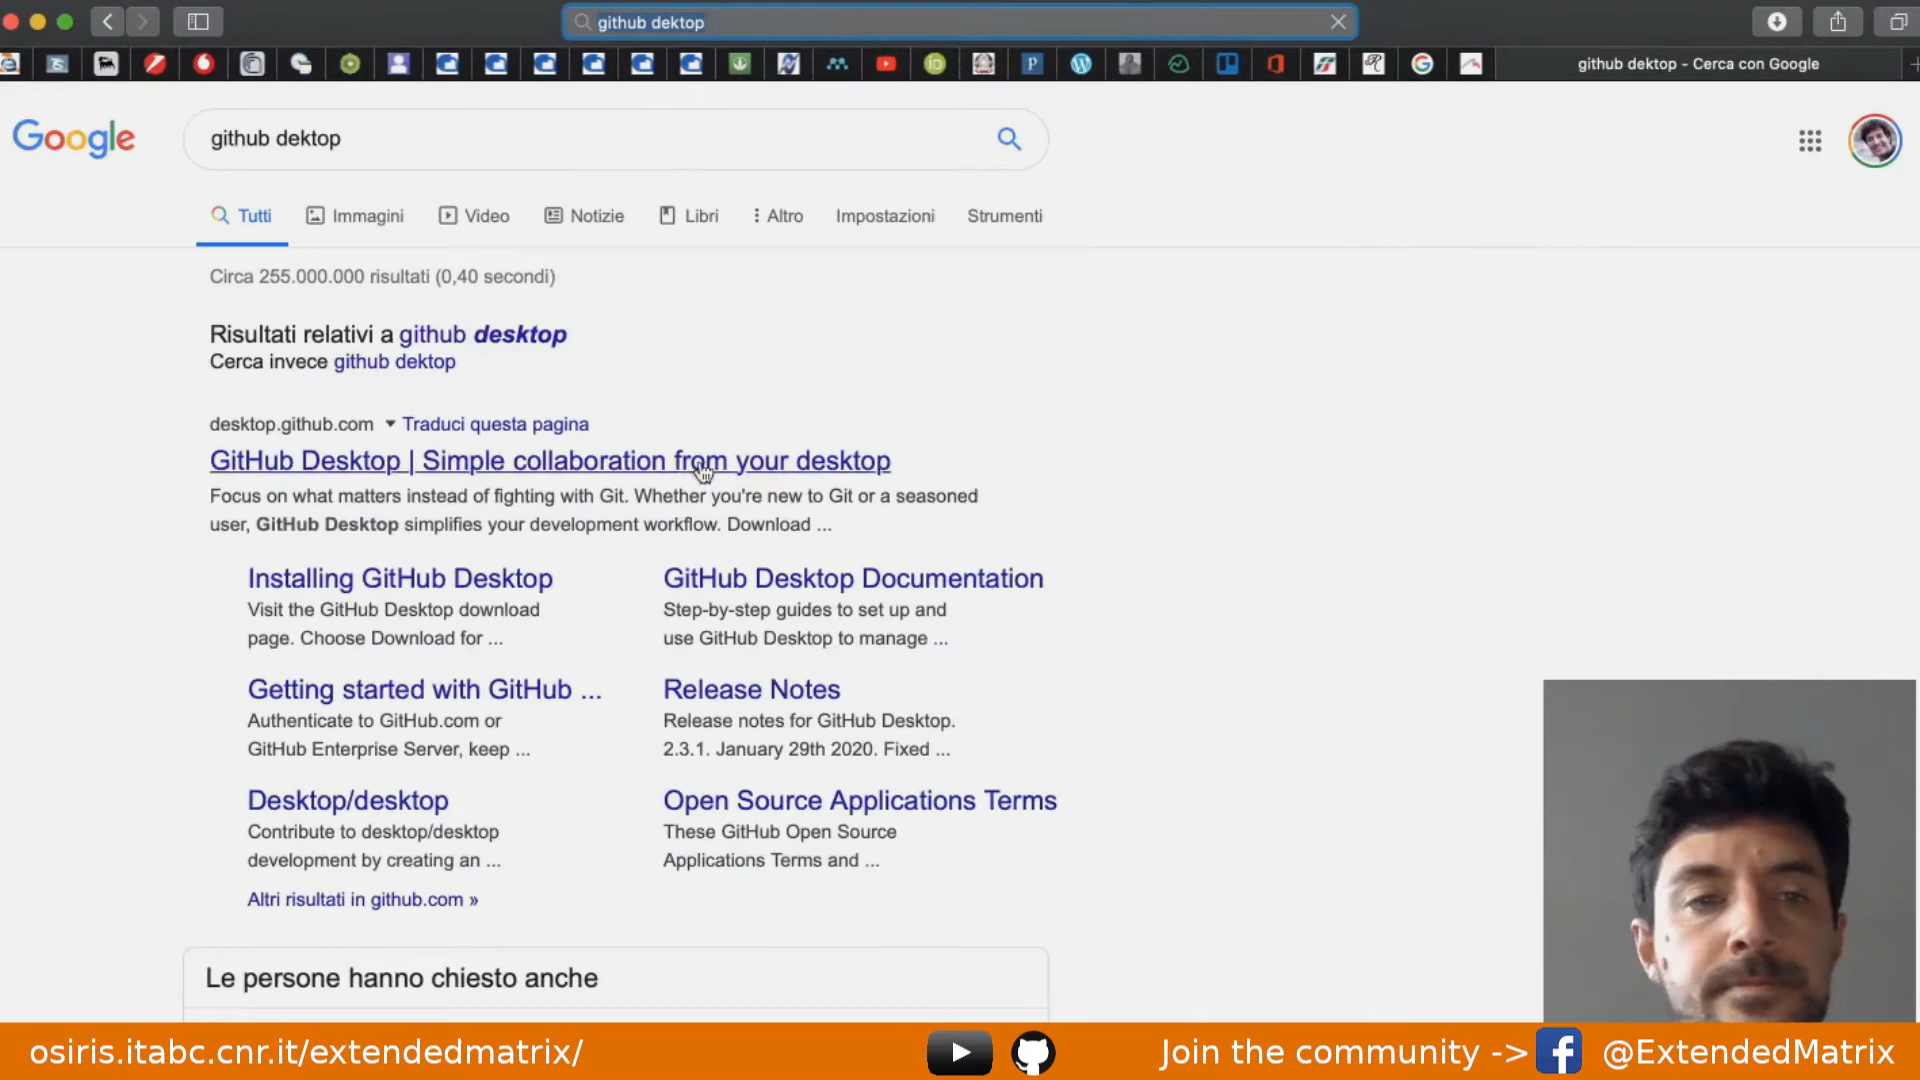 github dektop
github dektop - Cerca con Google
Google
github dektop
Tutti
Immagini
Video
Notizie
Libri
Altro
Impostazioni
Strumenti
Circa 255.000.000 risultati (0,40 secondi)
Risultati relativi a github desktop
Cerca invece github dektop
desktop.github.com
Traduci questa pagina
GitHub Desktop | Simple collaboration from your desktop
Focus on what matters instead of fighting with Git. Whether you're new to Git or a seasoned
user, GitHub Desktop simplifies your development workflow. Download ...
Installing GitHub Desktop
Visit the GitHub Desktop download
page. Choose Download for ...
GitHub Desktop Documentation
Step-by-step guides to set up and
use GitHub Desktop to manage ...
Getting started with GitHub ...
Authenticate to GitHub.com or
GitHub Enterprise Server, keep ...
Release Notes
Release notes for GitHub Desktop.
2.3.1. January 29th 2020. Fixed ...
Desktop/desktop
Contribute to desktop/desktop
development by creating an ...
Open Source Applications Terms
These GitHub Open Source
Applications Terms and ...
Altri risultati in github.com »
Le persone hanno chiesto anche
osiris.itabc.cnr.it/extendedmatrix/
Join the community ->
@ExtendedMatrix